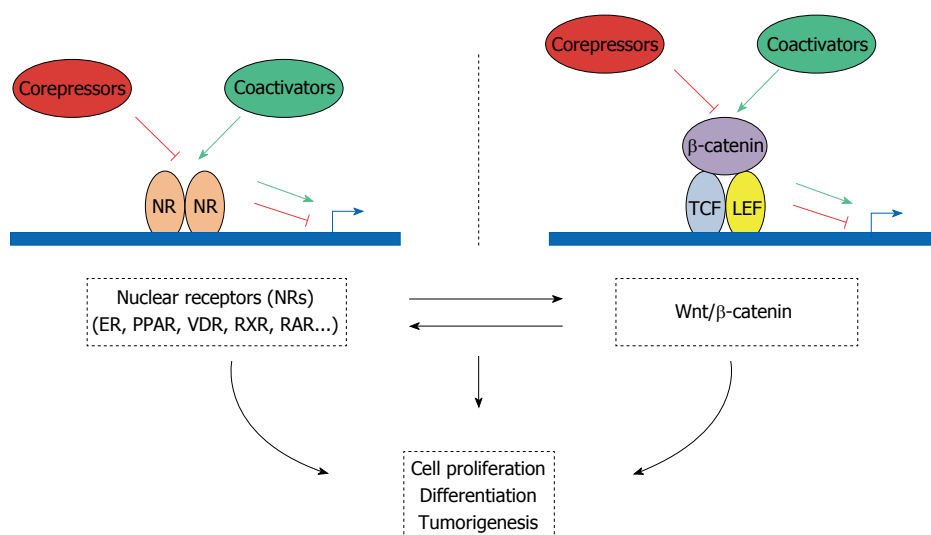 Corepressors
Coactivators
NR
NR
Corepressors
Coactivators
β-catenin
TCF
LEF
Nuclear receptors (NRs)
(ER, PPAR, VDR, RXR, RAR...)
Wnt/β-catenin
Cell proliferation
Differentiation
Tumorigenesis